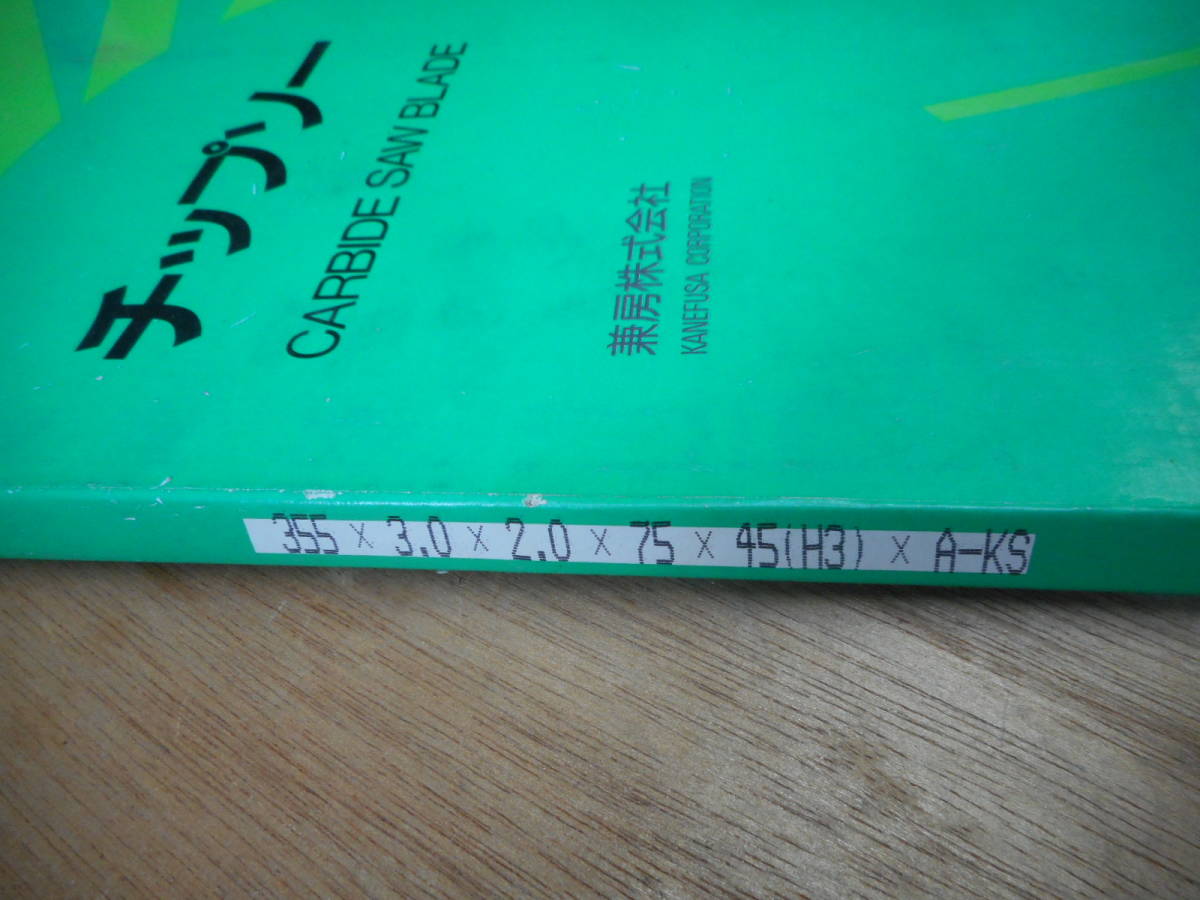 チップソー
CARBIDE SAW BLADE
兼房株式会社
KANEFUSA CORPORATION
355 × 3.0 × 2.0 × 75 × 45(H3) × A-KS